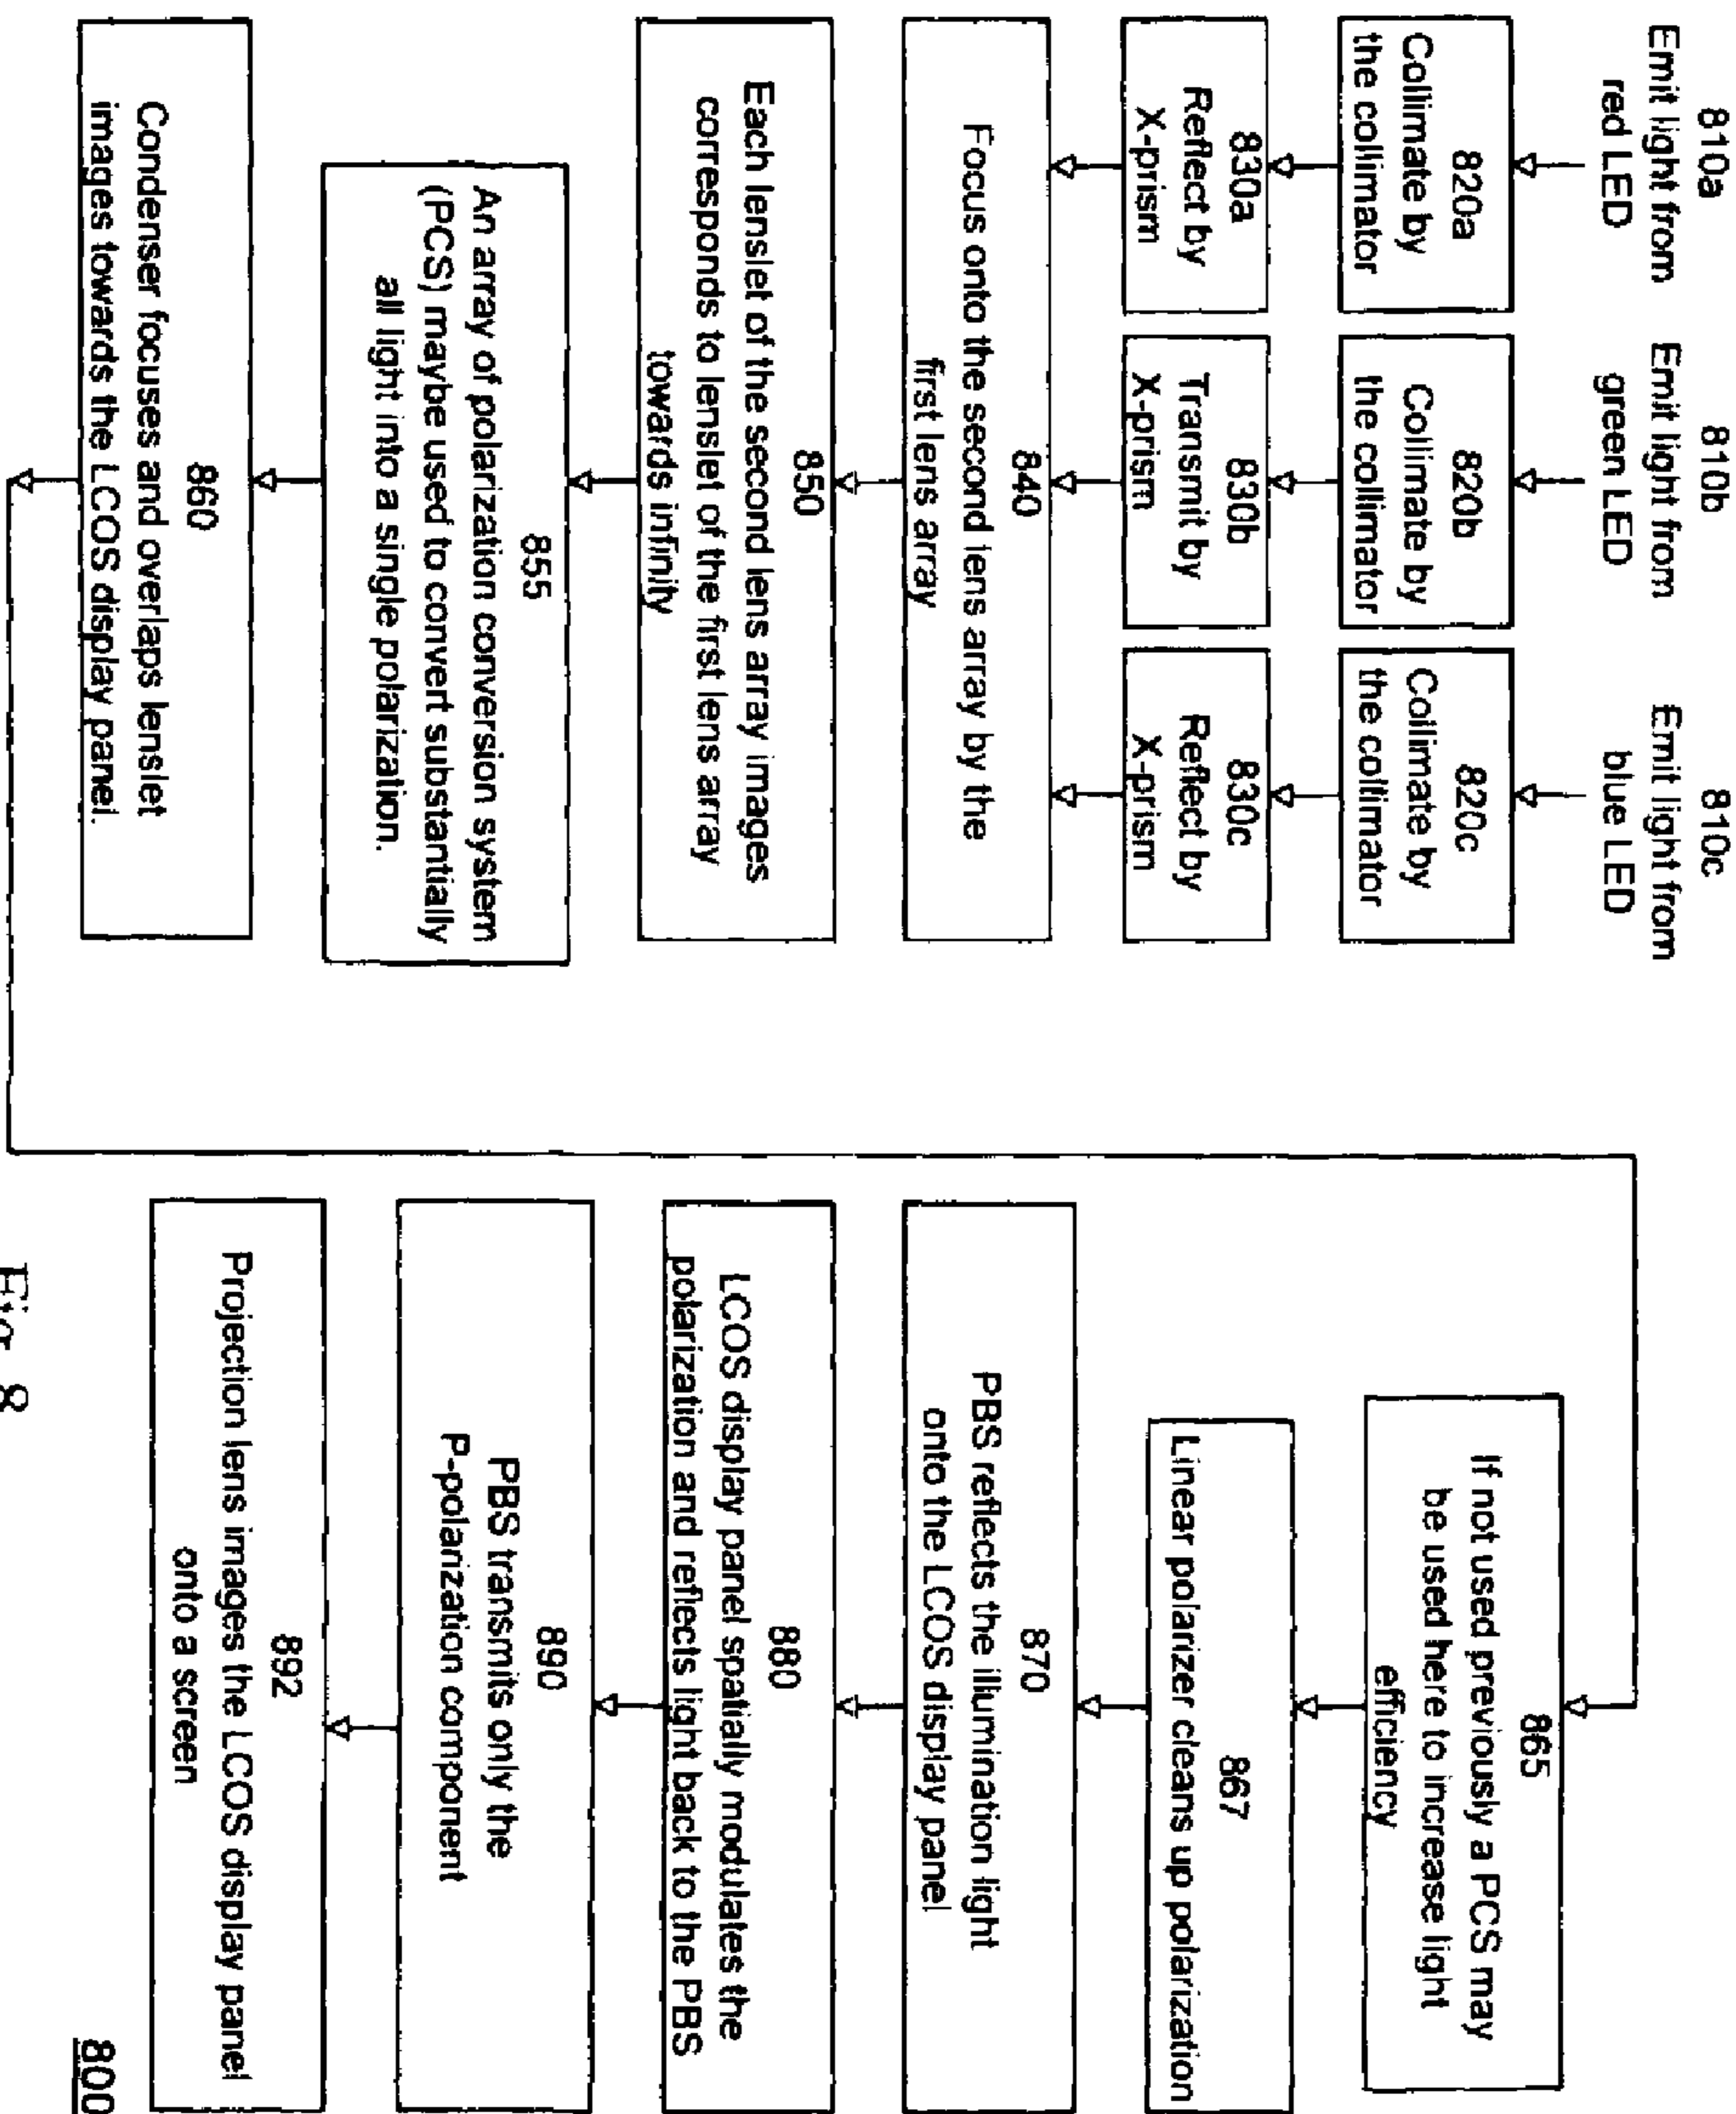 810a
Emit light from
red LED
810b
Emit light from
green LED
810c
Emit light from
blue LED
820a
Collimate by
the collimator
820b
Collimate by
the collimator
820c
Collimate by
the collimator
830a
Reflect by
X-prism
830b
Transmit by
X-prism
830c
Reflect by
X-prism
840
Focus onto the second lens array by the
first lens array
850
Each lenslet of the second lens array images
corresponds to lenslet of the first lens array
towards infinity
855
An array of polarization conversion system
(PCS) maybe used to convert substantially
all light into a single polarization.
860
Condenser focuses and overlaps lenslet
images towards the LCOS display panel.
865
If not used previously a PCS may
be used here to increase light
efficiency
867
Linear polarizer cleans up polarization
870
PBS reflects the illumination light
onto the LCOS display panel
880
LCOS display panel spatially modulates the
polarization and reflects light back to the PBS
890
PBS transmits only the
P-polarization component
892
Projection lens images the LCOS display panel
onto a screen
800
Fig. 8